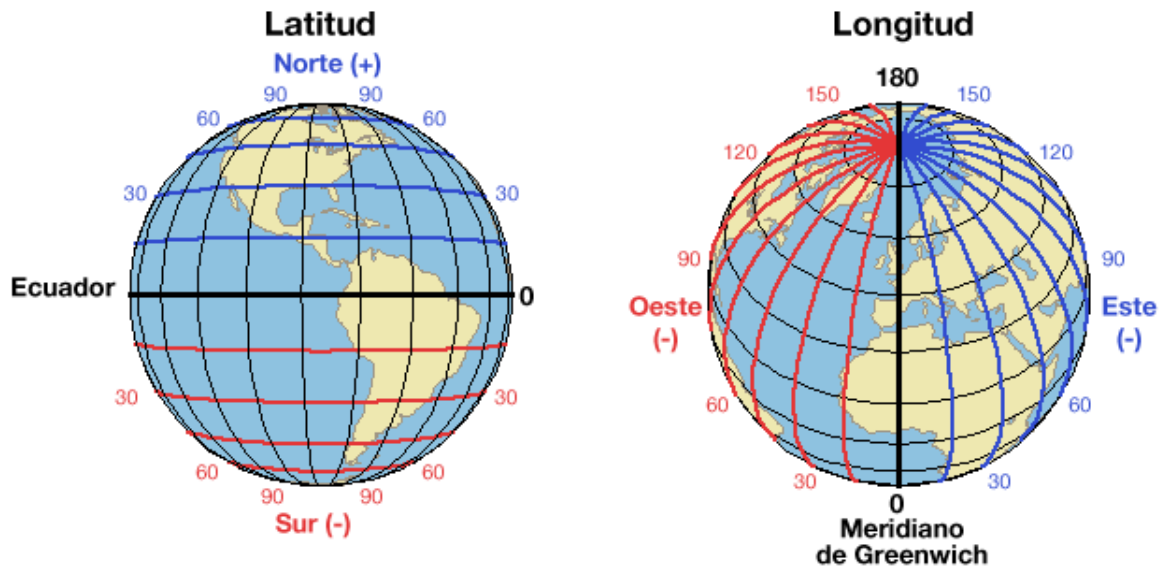 Latitud
Norte (+)
90 90
60 60
30 30
Ecuador 0
30 30
60 60
90 90
Sur (-)
Longitud
180
150 150
120 120
90 90
Oeste
(-)
Este
(-)
60 60
30 30
0
Meridiano
de Greenwich